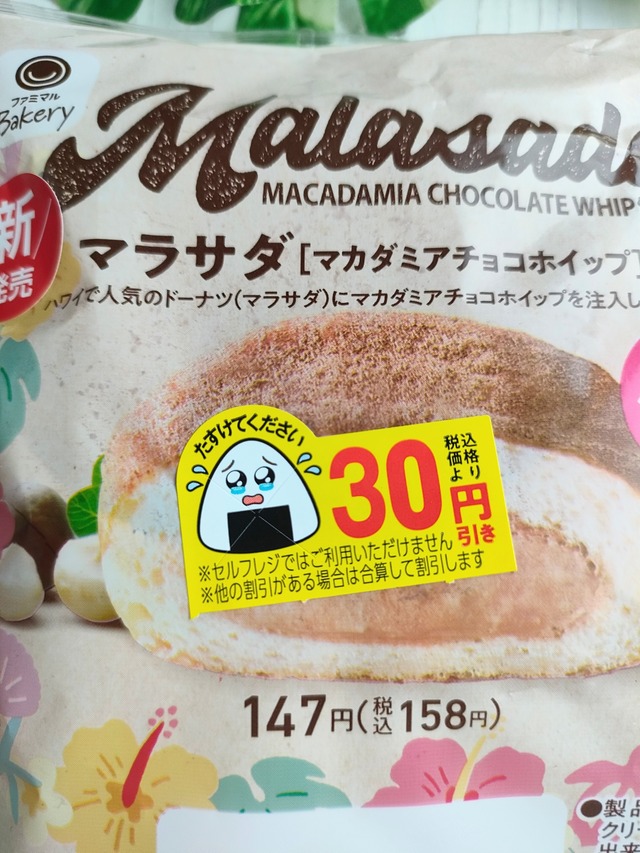 ファミマル
Bakery
Malasad
MACADAMIA CHOCOLATE WHIP
新
発売
マラサダ [マカダミアチョコホイップ
ハワイで人気のドーナツ(マラサダ)にマカダミアチョコホイップを注入し
たすけてください
30円引き
税込価格より
※セルフレジではご利用いただけません
※他の割引がある場合は合算して割引します
147円(税込158円)
●製品
クリー
出来